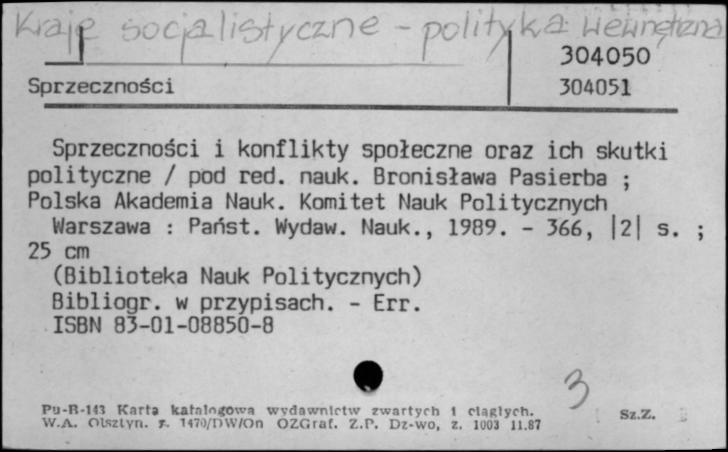 Kraje socjalistyczne - polityka wewnętrzna
304050
Sprzeczności 304051
Sprzeczności i konflikty społeczne oraz ich skutki
polityczne / pod red. nauk. Bronisława Pasierba ;
Polska Akademia Nauk. Komitet Nauk Politycznych
Warszawa : Państ. Wydaw. Nauk., 1989. - 366, |2| s. ;
25 cm
(Biblioteka Nauk Politycznych)
Bibliogr. w przypisach. - Err.
ISBN 83-01-08850-8
3
Pu-R-143 Karta katalogowa wydawnictw zwartych i ciągłych. Sz.Z.
W.A. Olsztyn. z. 1470/DW/On OZGraf. Z.P. Dz-wo, z. 1003 11.87